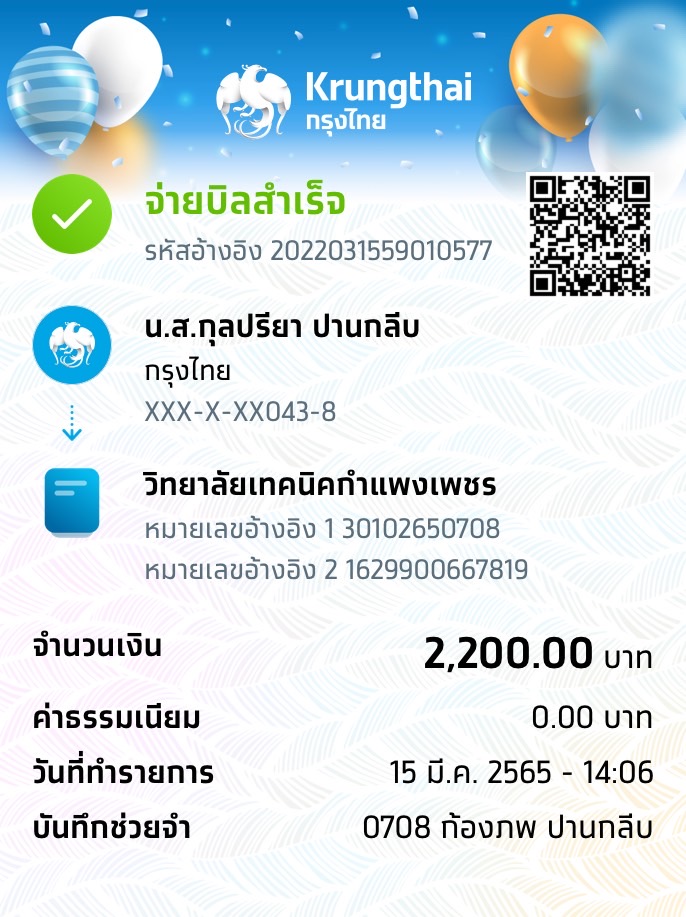 Krungthai
กรุงไทย
จ่ายบิลสำเร็จ
รหัสอ้างอิง 2022031559010577
น.ส.กุลปรียา ปานกลีบ
กรุงไทย
XXX-X-XX043-8
วิทยาลัยเทคนิคกำแพงเพชร
หมายเลขอ้างอิง 1 30102650708
หมายเลขอ้างอิง 2 1629900667819
จำนวนเงิน 2,200.00 บาท
ค่าธรรมเนียม 0.00 บาท
วันที่ทำรายการ 15 มี.ค. 2565 - 14:06
บันทึกช่วยจำ 0708 ก้องภพ ปานกลีบ